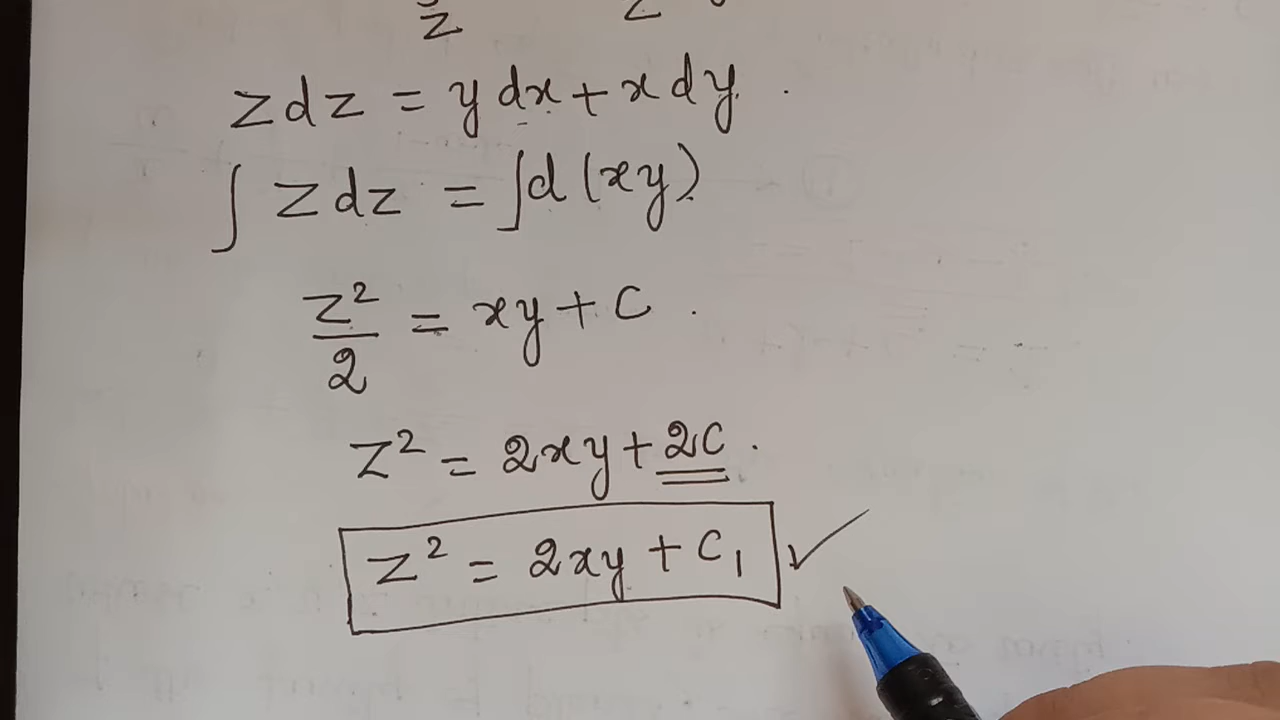 z z
z dz = y dx + x dy .
∫ z dz = ∫ d (xy)
z²/2 = xy + c .
z² = 2xy + 2c .
z² = 2xy + c₁ ✓